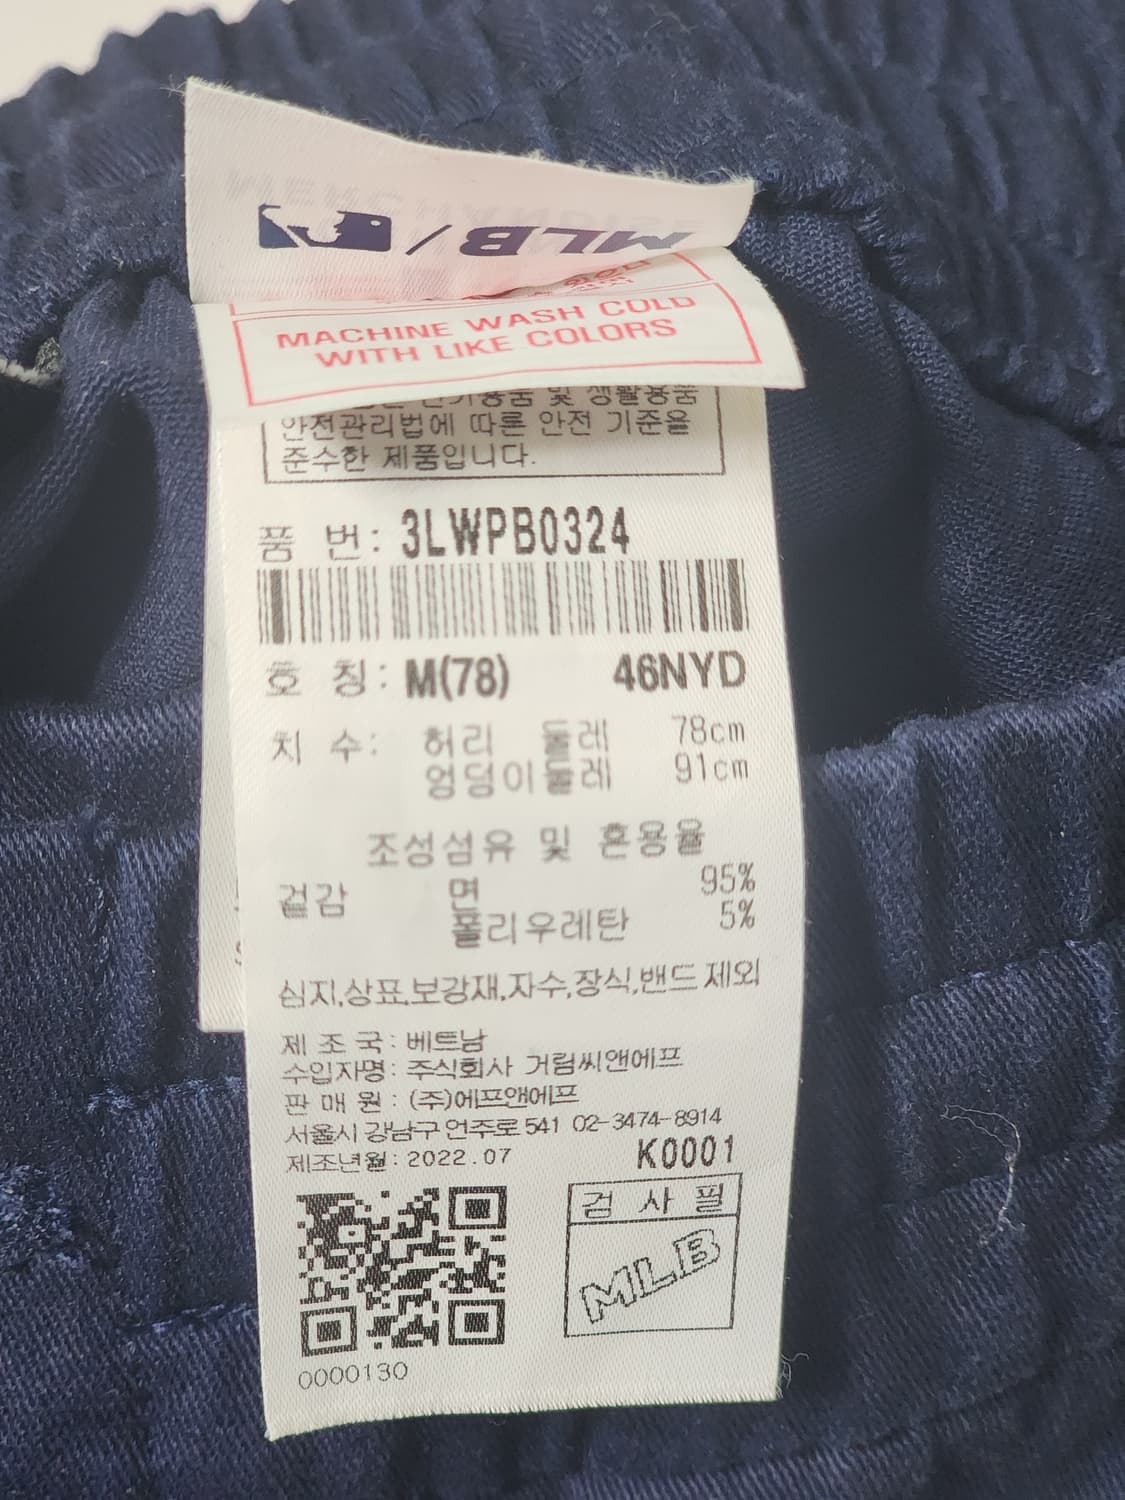 MERCHANDISE
MLB
MACHINE WASH COLD
WITH LIKE COLORS
및 생활용품
안전관리법에 따른 안전 기준을
준수한 제품입니다.
품 번: 3LWPB0324
호 칭: M(78) 46NYD
치 수: 허리 둘레 78cm
엉덩이둘레 91cm
조성섬유 및 혼용율
겉감 면 95%
폴리우레탄 5%
심지,상표,보강재,자수,장식,밴드 제외
제 조 국 : 베트남
수입자명: 주식회사 거림씨앤에프
판 매 원 : (주)에프앤에프
서울시 강남구 언주로 541 02-3474-8914
제조년월: 2022.07 K0001
검 사 필
MLB
0000130